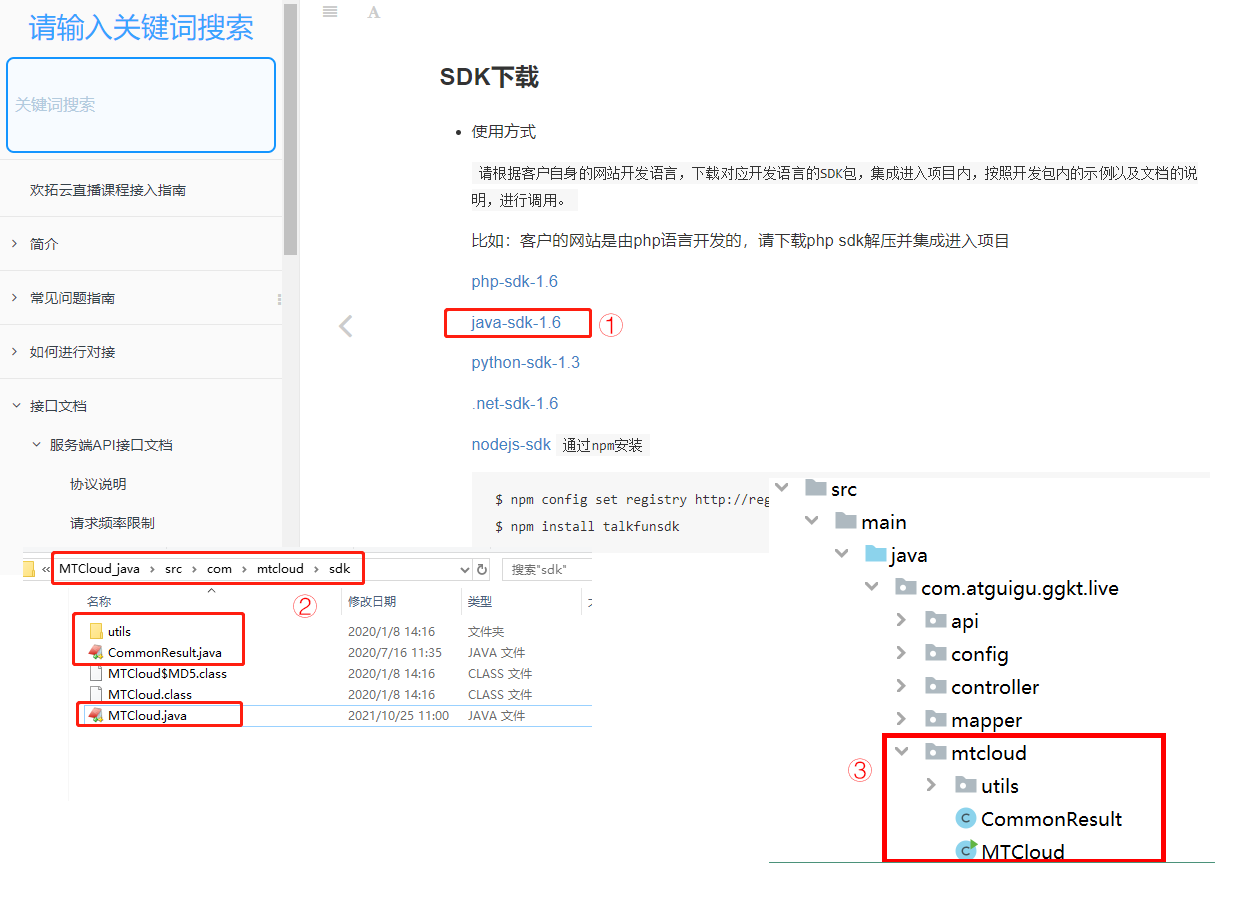 请输入关键词搜索
关键词搜索
欢拓云直播课程接入指南
简介
常见问题指南
如何进行对接
接口文档
服务端API接口文档
协议说明
请求频率限制
A
SDK下载
使用方式
请根据客户自身的网站开发语言，下载对应开发语言的SDK包，集成进入项目内，按照开发包内的示例以及文档的说
明，进行调用。
比如：客户的网站是由php语言开发的，请下载php sdk解压并集成进入项目
php-sdk-1.6
java-sdk-1.6 ①
python-sdk-1.3
.net-sdk-1.6
nodejs-sdk 通过npm安装
$ npm config set registry http://reg
$ npm install talkfunsdk
« MTCloud_java › src › com › mtcloud › sdk 搜索"sdk"
②
名称 修改日期 类型
utils 2020/1/8 14:16 文件夹
CommonResult.java 2020/7/16 11:35 JAVA 文件
MTCloud$MD5.class 2020/1/8 14:16 CLASS 文件
MTCloud.class 2020/1/8 14:16 CLASS 文件
MTCloud.java 2021/10/25 11:00 JAVA 文件
src
main
java
com.atguigu.ggkt.live
api
config
controller
mapper
mtcloud
③
utils
C CommonResult
C MTCloud